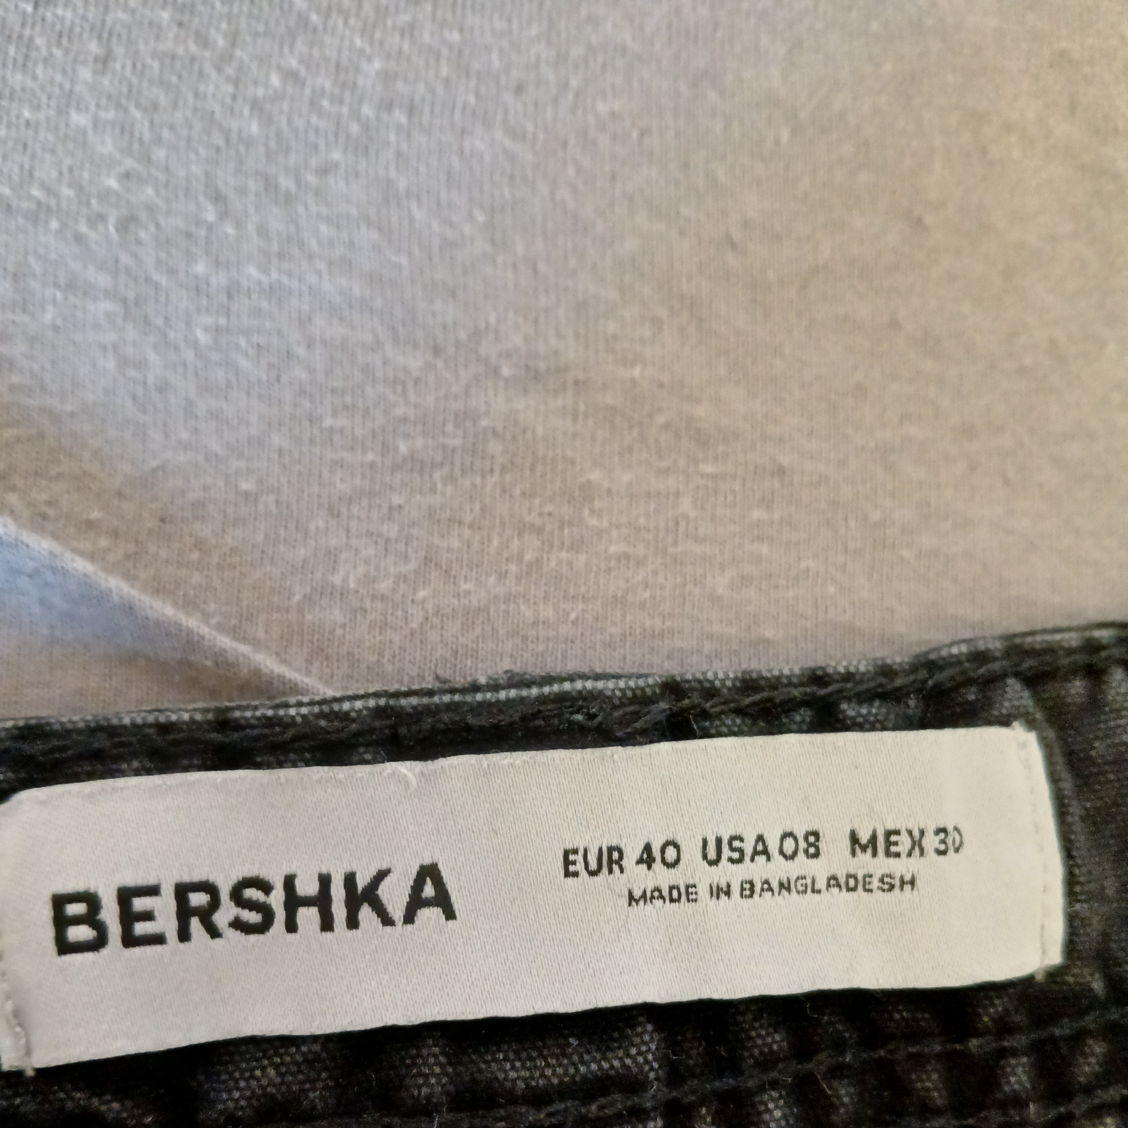 BERSHKA
EUR 40 USA 08 MEX 30
MADE IN BANGLADESH